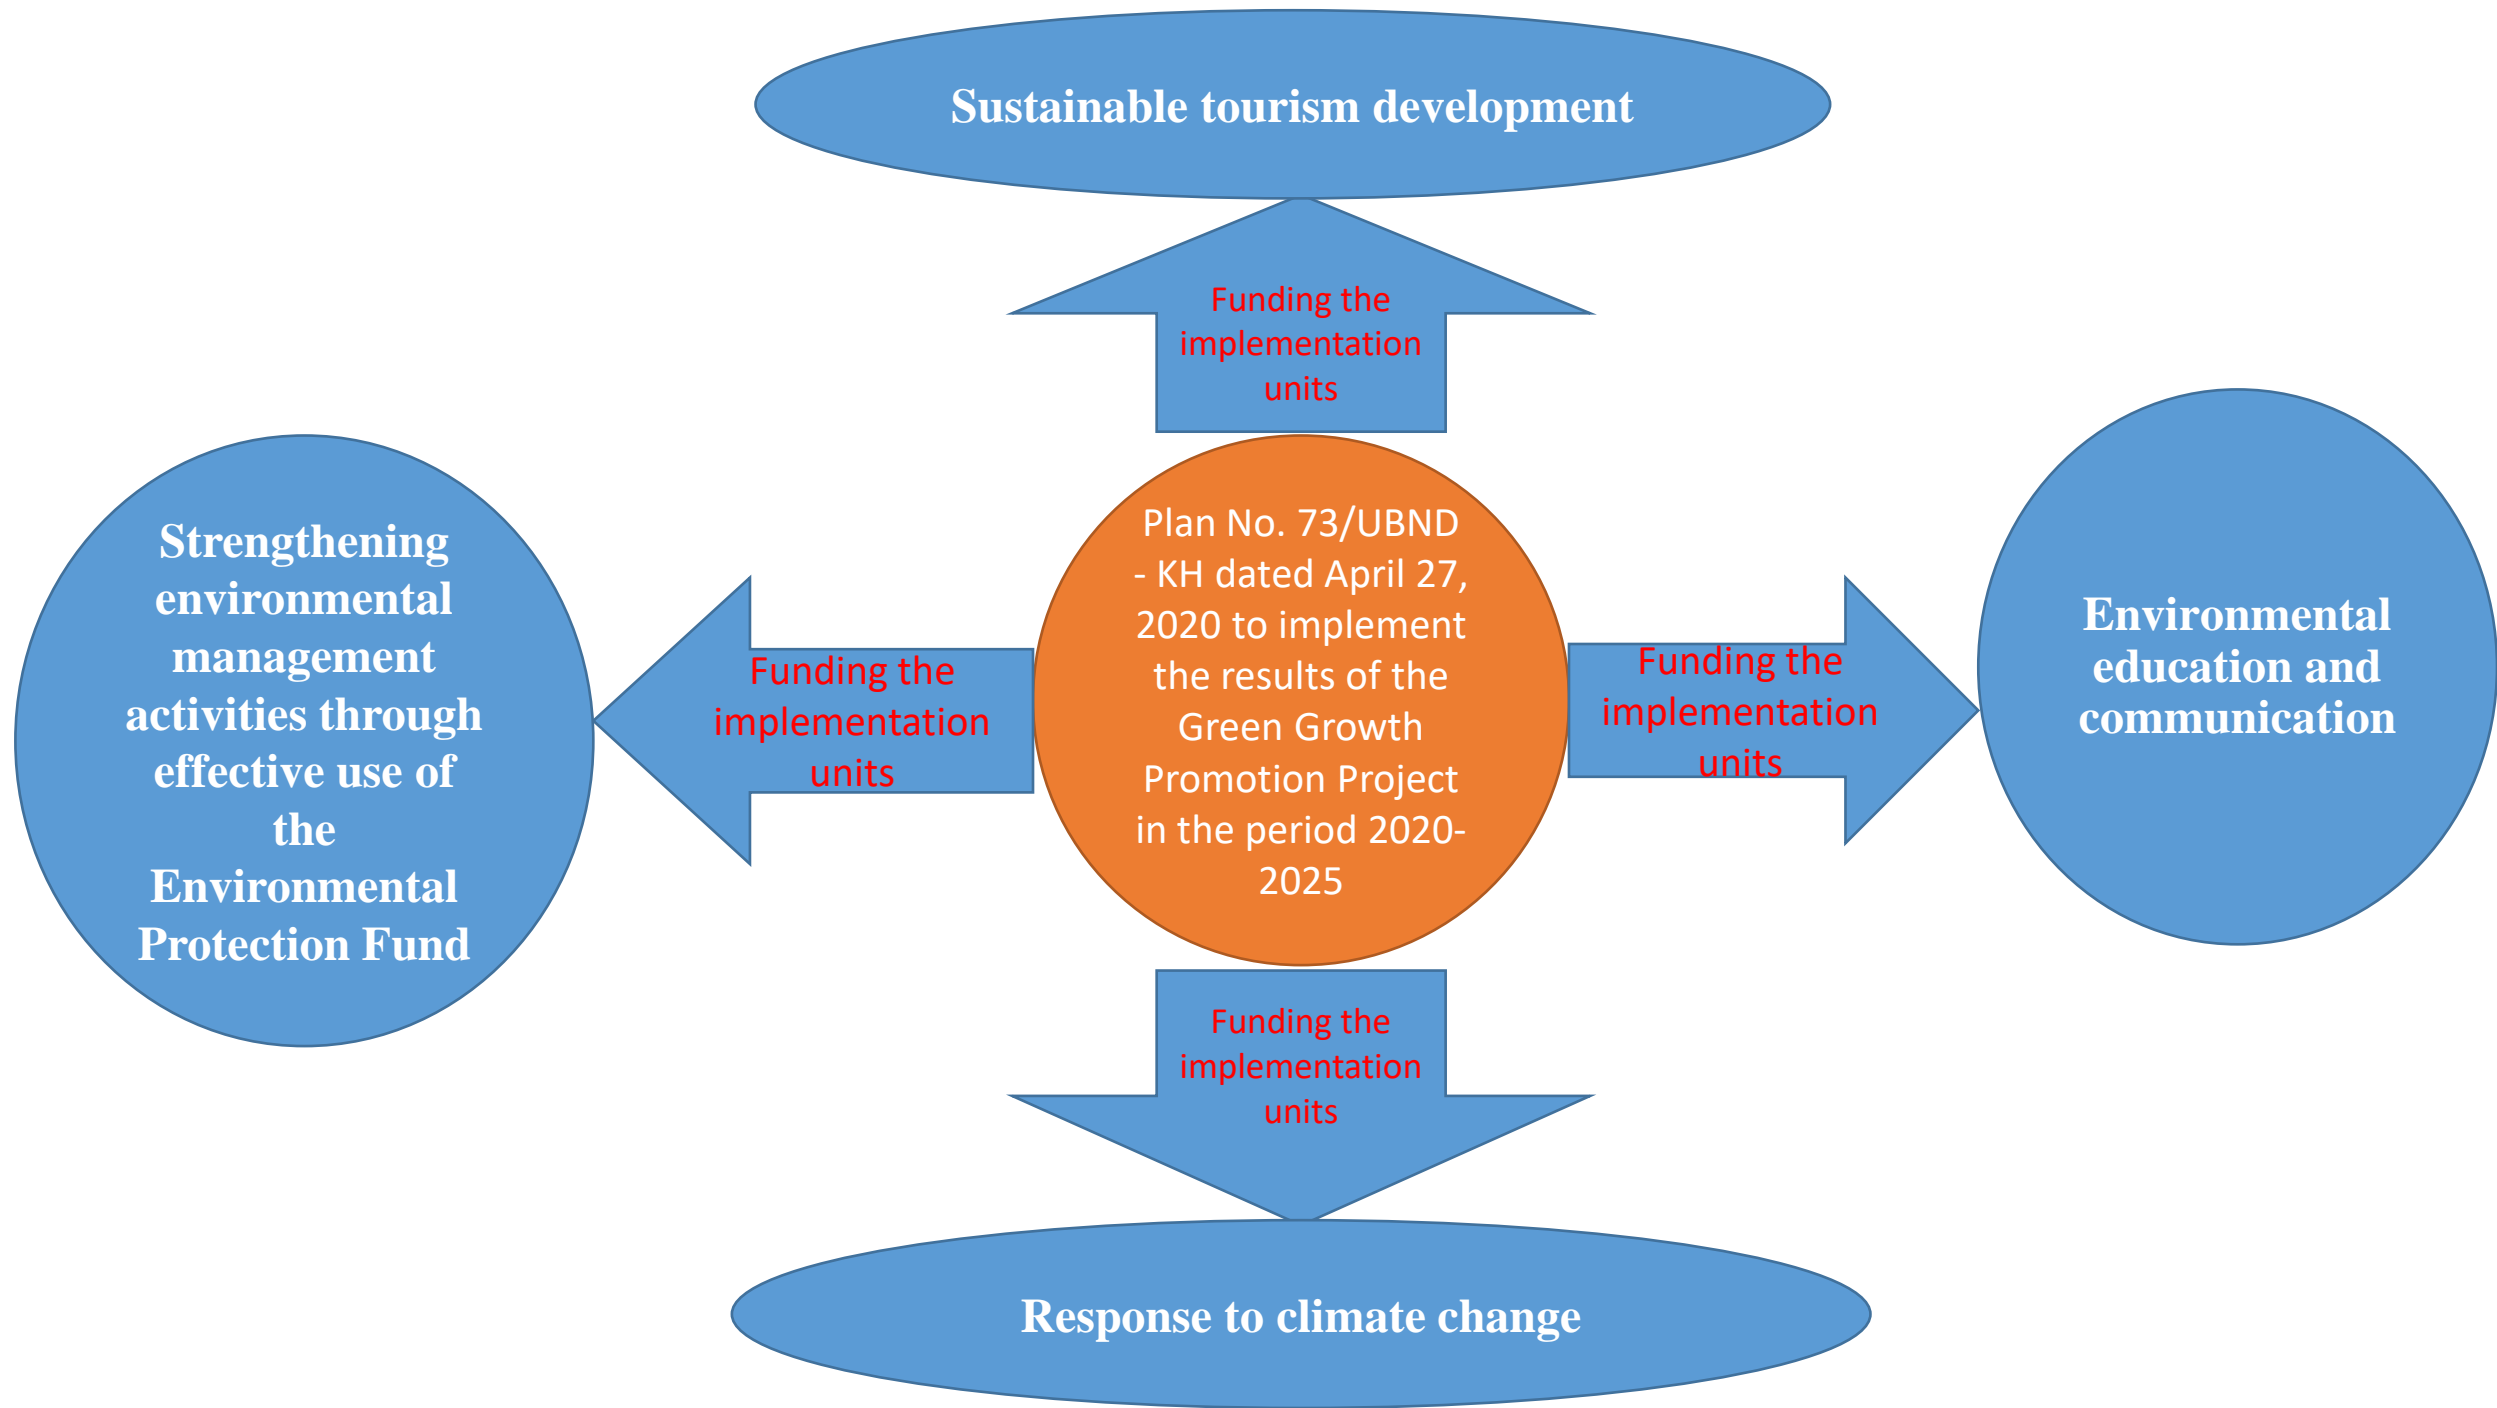 Sustainable tourism development
Funding the
implementation
units
Strengthening
environmental
management
activities through
effective use of
the
Environmental
Protection Fund
Funding the
implementation
units
Plan No. 73/UBND
- KH dated April 27,
2020 to implement
the results of the
Green Growth
Promotion Project
in the period 2020-
2025
Funding the
implementation
units
Environmental
education and
communication
Funding the
implementation
units
Response to climate change